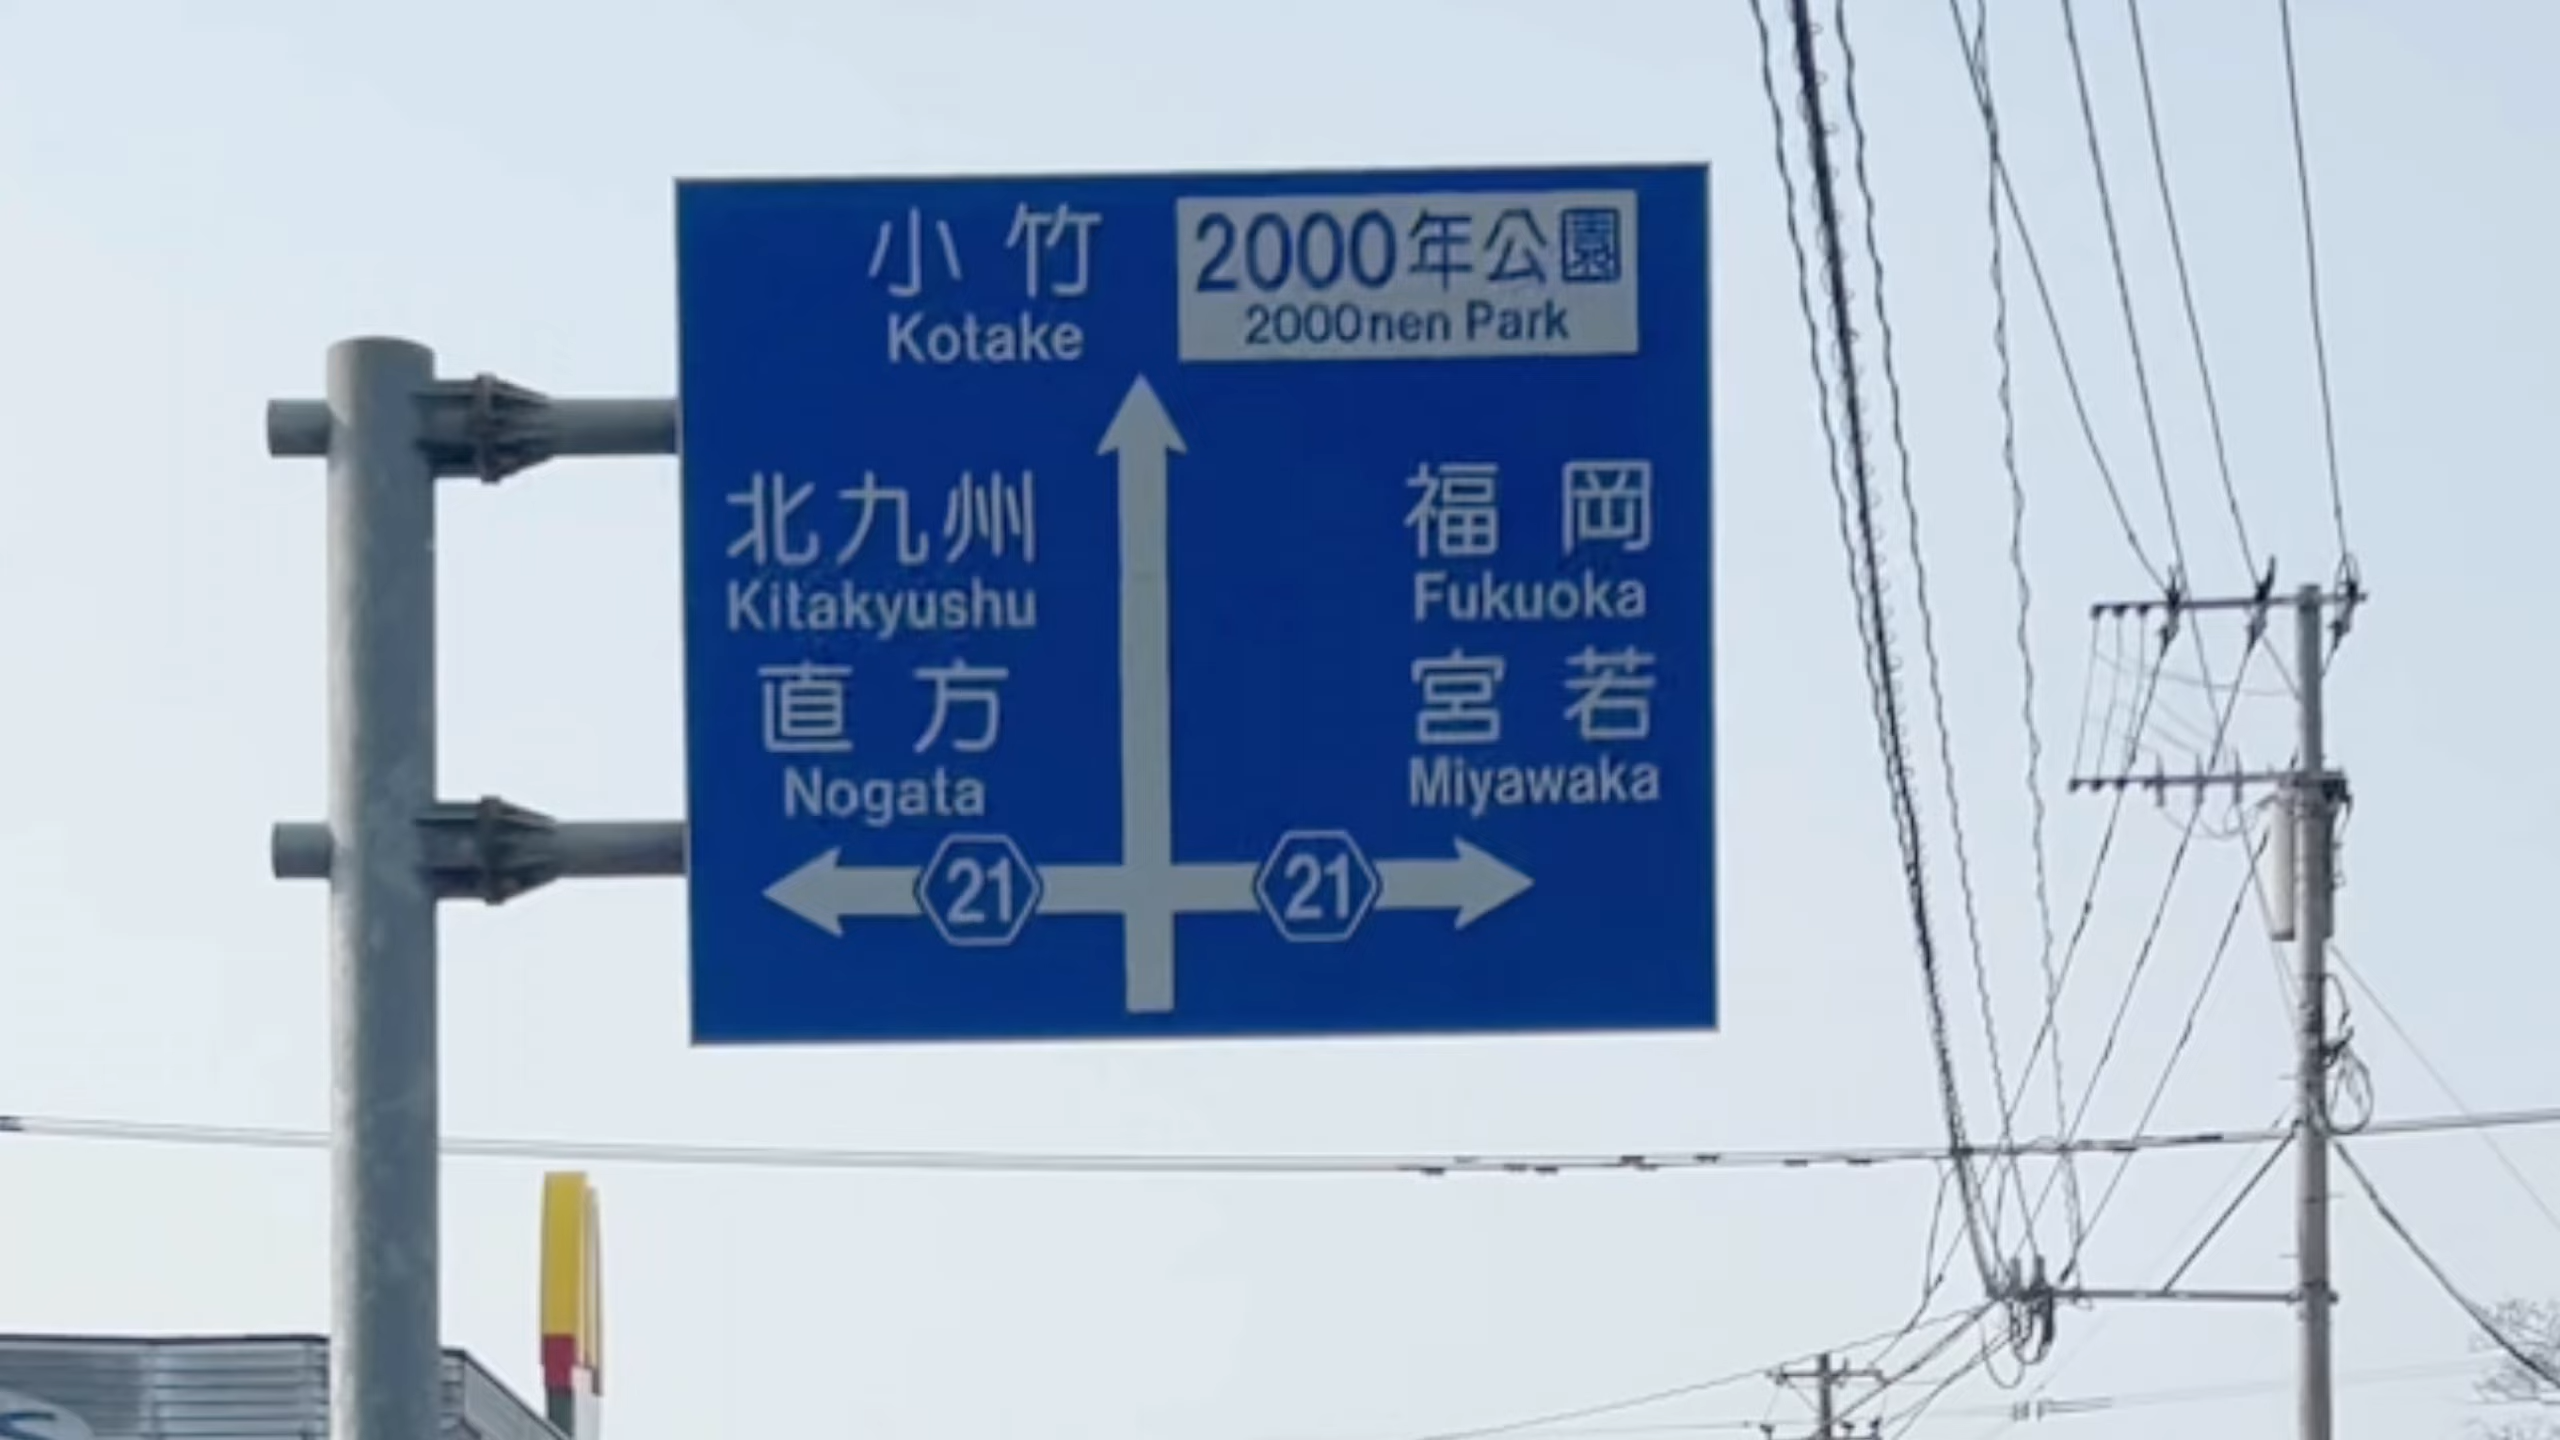 小竹
Kotake
2000年公園
2000nen Park
北九州
Kitakyushu
直方
Nogata
福岡
Fukuoka
宮若
Miyawaka
21
21